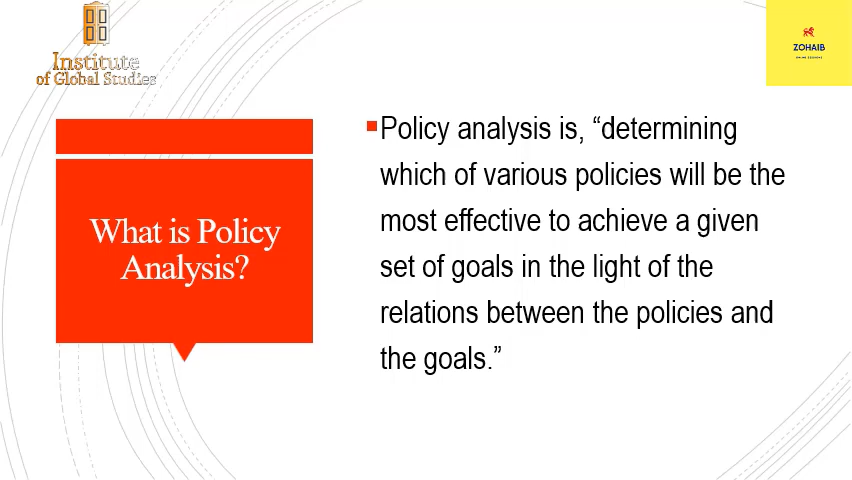 Institute
of Global Studies
ZOHAIB
What is Policy
Analysis?
Policy analysis is, “determining
which of various policies will be the
most effective to achieve a given
set of goals in the light of the
relations between the policies and
the goals.”